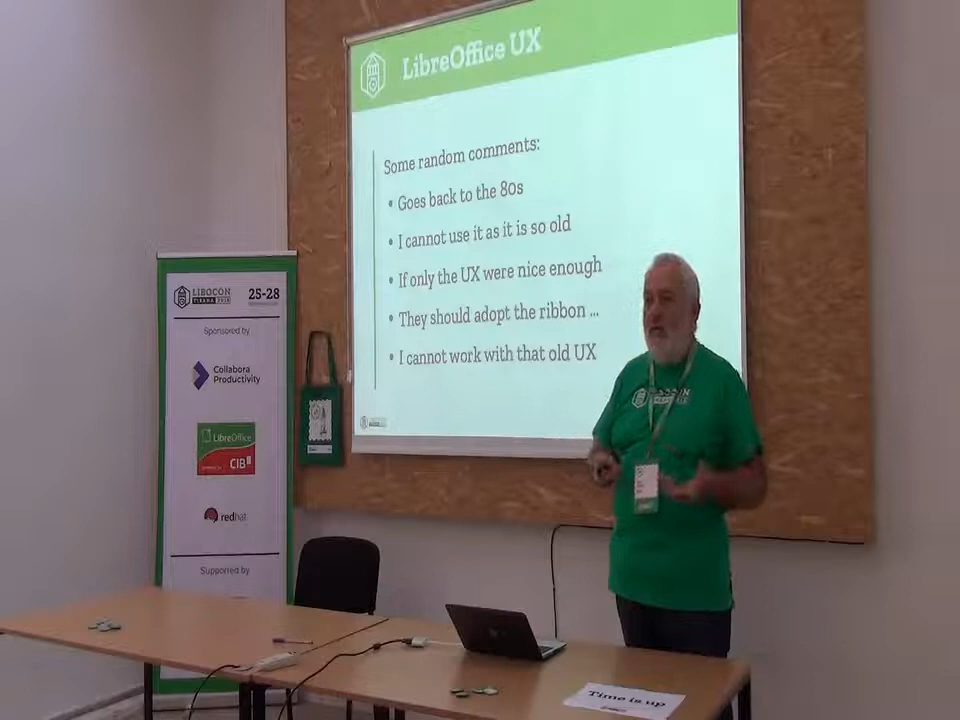 LibreOffice UX
Some random comments:
• Goes back to the 80s
• I cannot use it as it is so old
• If only the UX were nice enough
• They should adopt the ribbon ...
• I cannot work with that old UX
LIBOCON
TIRANA 2018
25-28
Sponsored by
Collabora
Productivity
LibreOffice
CIB
redhat
Supported by
Time is up